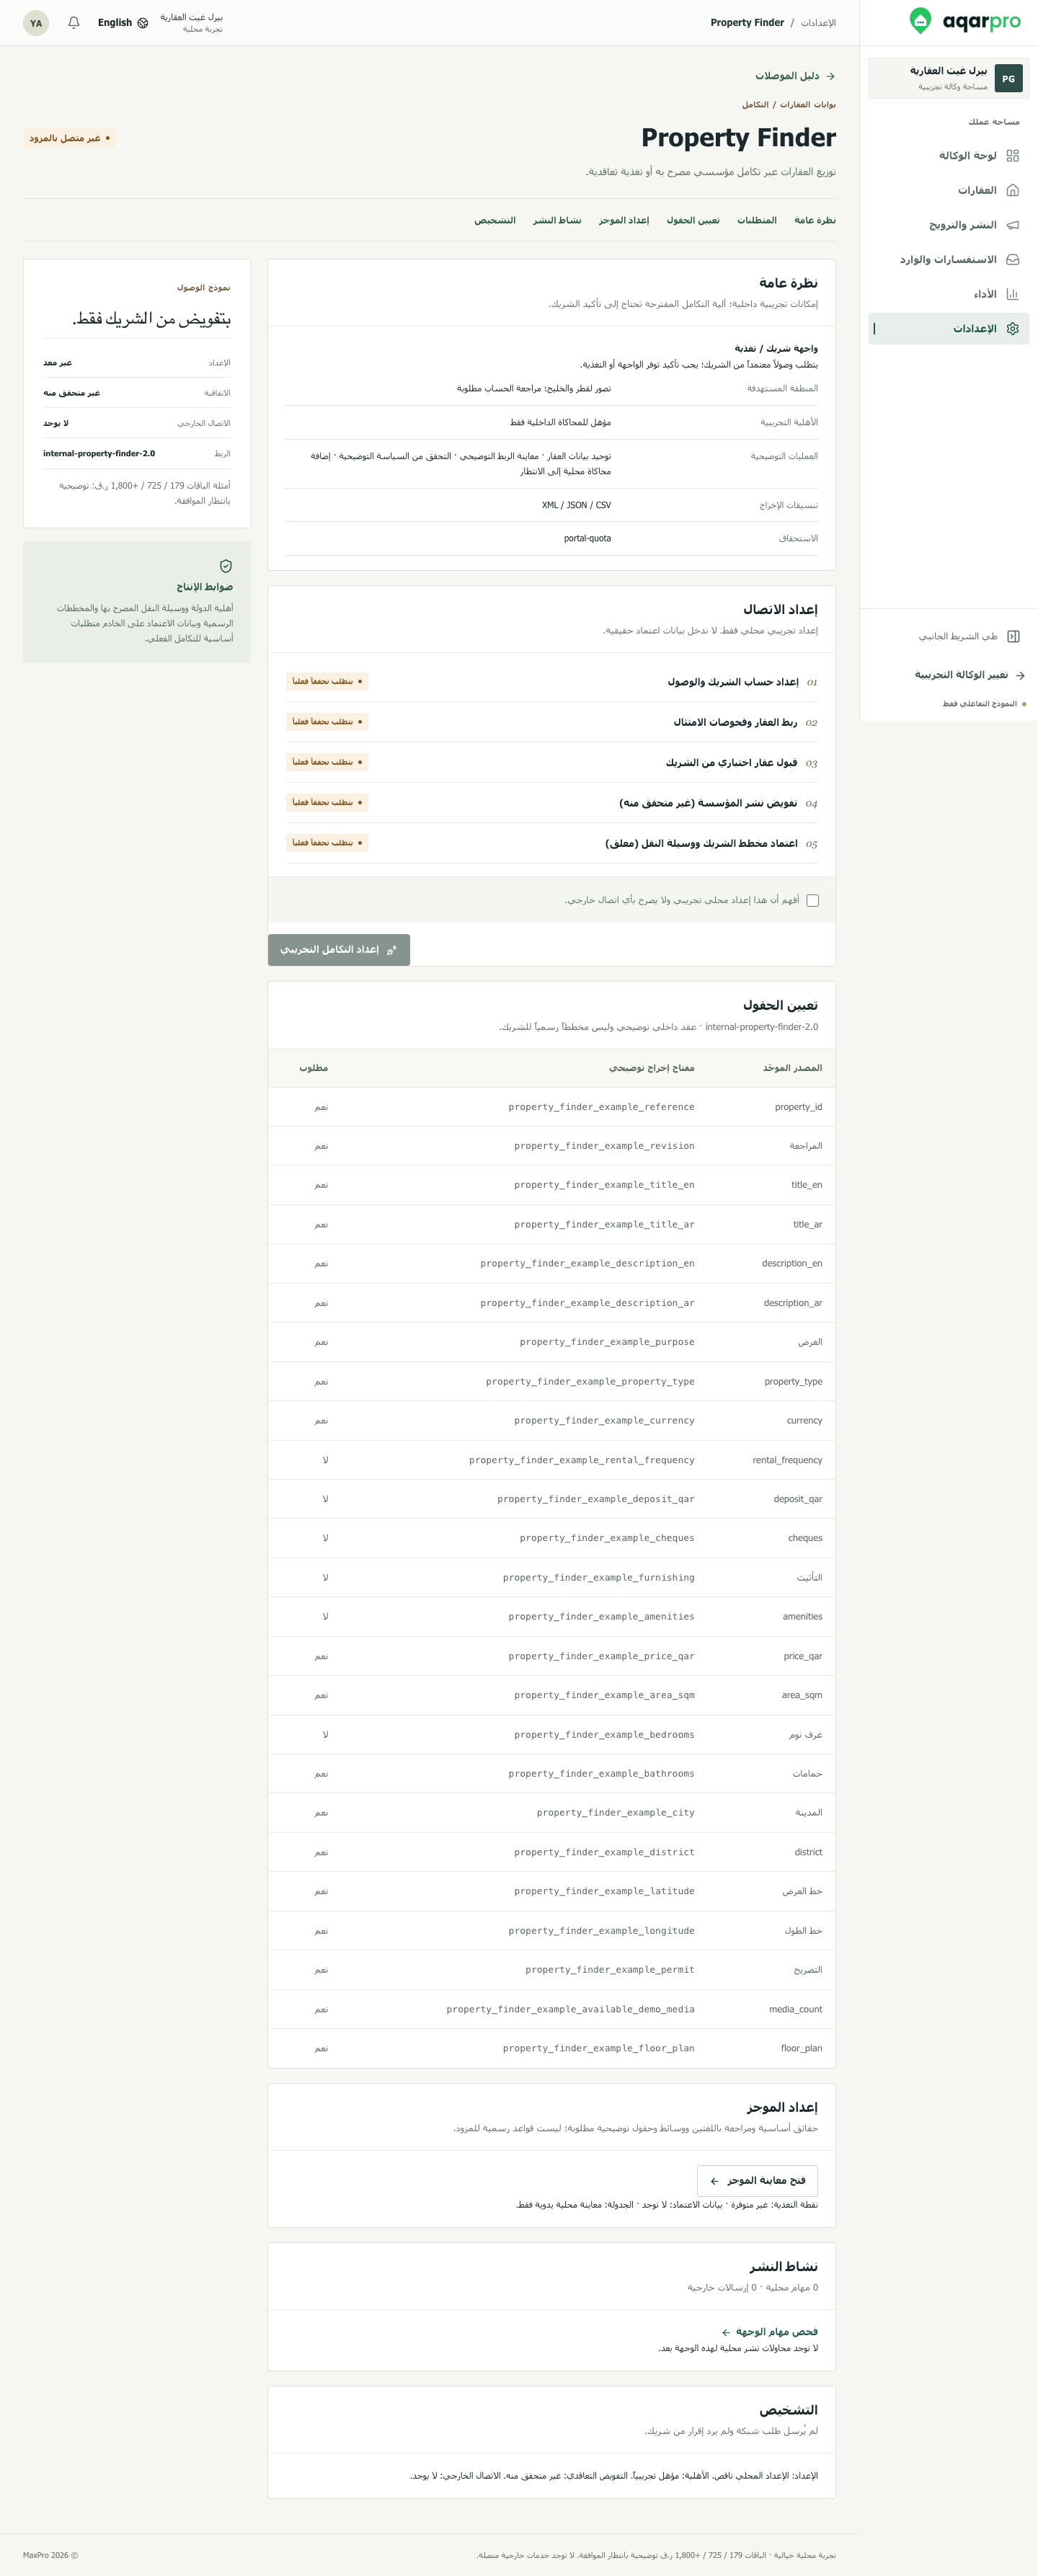 aqarpro
PG
بيرل غيت العقارية
مساحة وكالة تجريبية
مساحة عملك
لوحة الوكالة
العقارات
النشر والترويج
الاستفسارات والوارد
الأداء
الإعدادات
طي الشريط الجانبي
تغيير الوكالة التجريبية
النموذج التفاعلي فقط
الإعدادات / Property Finder
بيرل غيت العقارية
تجربة محلية
English
YA
دليل الموصلات
بوابات العقارات / التكامل
Property Finder
غير متصل بالمزود
توزيع العقارات عبر تكامل مؤسسي مصرح به أو تغذية تعاقدية.
نظرة عامة
المتطلبات
تعيين الحقول
إعداد الموجز
نشاط النشر
التشخيص
نظرة عامة
إمكانات تجريبية داخلية؛ آلية التكامل المقترحة تحتاج إلى تأكيد الشريك.
واجهة شريك / تغذية
يتطلب وصولاً معتمداً من الشريك؛ يجب تأكيد توفر الواجهة أو التغذية.
المنطقة المستهدفة
تصور لقطر والخليج؛ مراجعة الحساب مطلوبة
الأهلية التجريبية
مؤهل للمحاكاة الداخلية فقط
العمليات التوضيحية
توحيد بيانات العقار · معاينة الربط التوضيحي · التحقق من السياسة التوضيحية · إضافة
محاكاة محلية إلى الانتظار
تنسيقات الإخراج
XML / JSON / CSV
الاستحقاق
portal-quota
نموذج الوصول
بتفويض من الشريك فقط.
الإعداد
غير معد
الاتفاقية
غير متحقق منه
الاتصال الخارجي
لا يوجد
الربط
internal-property-finder-2.0
أمثلة الباقات 179 / 725 / +1,800 ر.ق؛ توضيحية
بانتظار الموافقة.
ضوابط الإنتاج
أهلية الدولة ووسيلة النقل المصرح بها والمخططات
الرسمية وبيانات الاعتماد على الخادم متطلبات
أساسية للتكامل الفعلي.
إعداد الاتصال
إعداد تجريبي محلي فقط. لا تدخل بيانات اعتماد حقيقية.
01 إعداد حساب الشريك والوصول
يتطلب تحققاً فعلياً
02 ربط العقار وفحوصات الامتثال
يتطلب تحققاً فعلياً
03 قبول عقار اختباري من الشريك
يتطلب تحققاً فعلياً
04 تفويض نشر المؤسسة (غير متحقق منه)
يتطلب تحققاً فعلياً
05 اعتماد مخطط الشريك ووسيلة النقل (معلق)
يتطلب تحققاً فعلياً
أفهم أن هذا إعداد محلي تجريبي ولا يصرح بأي اتصال خارجي.
إعداد التكامل التجريبي
تعيين الحقول
internal-property-finder-2.0 · عقد داخلي توضيحي وليس مخططاً رسمياً للشريك.
المصدر الموحّد
مفتاح إخراج توضيحي
مطلوب
property_id
property_finder_example_reference
نعم
المراجعة
property_finder_example_revision
نعم
title_en
property_finder_example_title_en
نعم
title_ar
property_finder_example_title_ar
نعم
description_en
property_finder_example_description_en
نعم
description_ar
property_finder_example_description_ar
نعم
الغرض
property_finder_example_purpose
نعم
property_type
property_finder_example_property_type
نعم
currency
property_finder_example_currency
نعم
rental_frequency
property_finder_example_rental_frequency
لا
deposit_qar
property_finder_example_deposit_qar
لا
cheques
property_finder_example_cheques
لا
التأثيث
property_finder_example_furnishing
لا
amenities
property_finder_example_amenities
لا
price_qar
property_finder_example_price_qar
نعم
area_sqm
property_finder_example_area_sqm
نعم
غرف نوم
property_finder_example_bedrooms
لا
حمامات
property_finder_example_bathrooms
نعم
المدينة
property_finder_example_city
نعم
district
property_finder_example_district
نعم
خط العرض
property_finder_example_latitude
نعم
خط الطول
property_finder_example_longitude
نعم
التصريح
property_finder_example_permit
نعم
media_count
property_finder_example_available_demo_media
نعم
floor_plan
property_finder_example_floor_plan
نعم
إعداد الموجز
حقائق أساسية ومراجعة باللغتين ووسائط وحقول توضيحية مطلوبة؛ ليست قواعد رسمية للمزود.
فتح معاينة الموجز
نقطة التغذية: غير متوفرة · بيانات الاعتماد: لا توجد · الجدولة: معاينة محلية يدوية فقط.
نشاط النشر
0 مهام محلية · 0 إرسالات خارجية
فحص مهام الوجهة
لا توجد محاولات نشر محلية لهذه الوجهة بعد.
التشخيص
لم يُرسل طلب شبكة ولم يرد إقرار من شريك.
الإعداد: الإعداد المحلي ناقص. الأهلية: مؤهل تجريبياً. التفويض التعاقدي: غير متحقق منه. الاتصال الخارجي: لا يوجد.
تجربة محلية خيالية · الباقات 179 / 725 / +1,800 ر.ق توضيحية بانتظار الموافقة. لا توجد خدمات خارجية متصلة.
© 2026 MaxPro